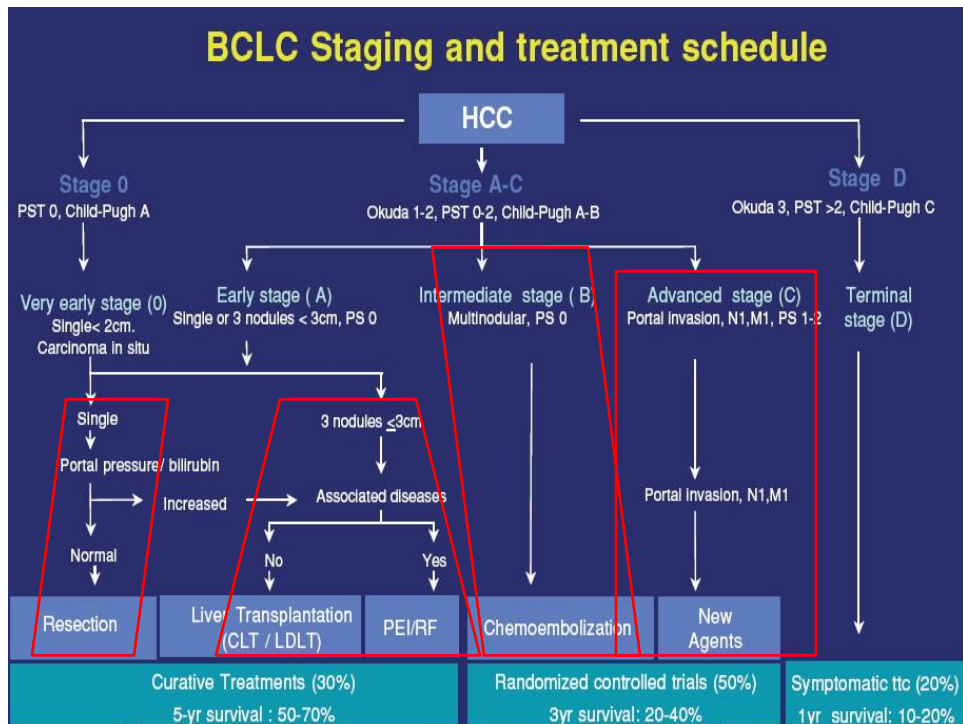 BCLC Staging and treatment schedule
HCC
Stage 0
PST 0, Child-Pugh A
Stage A-C
Okuda 1-2, PST 0-2, Child-Pugh A-B
Stage D
Okuda 3, PST >2, Child-Pugh C
Very early stage (0)
Single< 2cm.
Carcinoma in situ
Early stage ( A)
Single or 3 nodules < 3cm, PS 0
Intermediate stage ( B)
Multinodular, PS 0
Advanced stage (C)
Portal invasion, N1,M1, PS 1-2
Terminal
stage (D)
Single
3 nodules ≤3cm
Portal pressure/ bilirubin
Increased
Associated diseases
Portal invasion, N1,M1
Normal
No
Yes
Resection
Liver Transplantation
(CLT / LDLT)
PEI/RF
Chemoembolization
New
Agents
Curative Treatments (30%)
5-yr survival : 50-70%
Randomized controlled trials (50%)
3yr survival: 20-40%
Symptomatic ttc (20%)
1yr survival: 10-20%